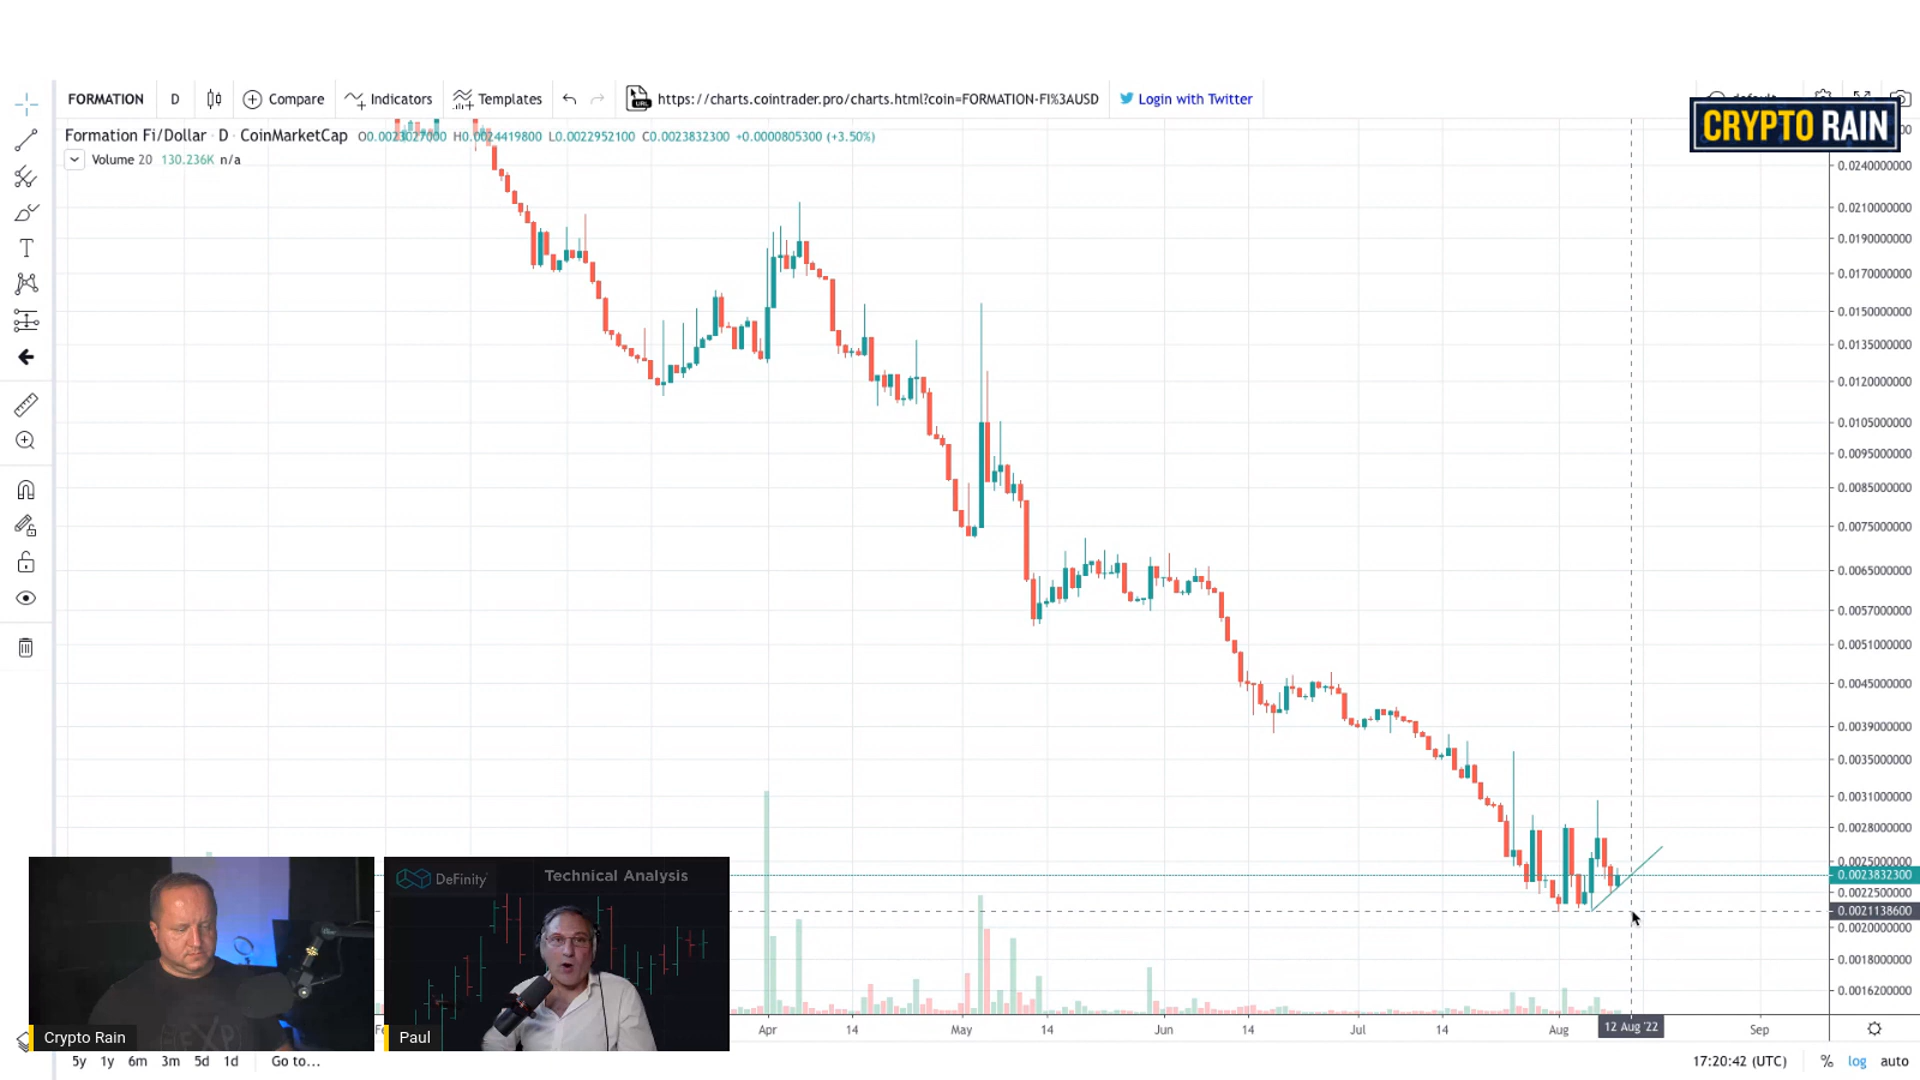 FORMATION D Compare Indicators Templates https://charts.cointrader.pro/charts.html?coin=FORMATION-FI%3AUSD Login with Twitter
CRYPTO RAIN
Formation Fi/Dollar D CoinMarketCap O0.0023027000 H0.0024419800 L0.0022952100 C0.0023832300 +0.0000805300 (+3.50%)
Volume 20 130.236K n/a
0.0240000000
0.0210000000
0.0190000000
0.0170000000
0.0150000000
0.0135000000
0.0120000000
0.0105000000
0.0095000000
0.0085000000
0.0075000000
0.0065000000
0.0057000000
0.0051000000
0.0045000000
0.0039000000
0.0035000000
0.0031000000
0.0028000000
0.0025000000
0.0023832300
0.0022500000
0.0021138600
0.0020000000
0.0018000000
0.0016200000
DeFinity Technical Analysis
Crypto Rain
Paul
Apr 14 May 14 Jun 14 Jul 14 Aug 12 Aug '22 Sep
5y 1y 6m 3m 5d 1d Go to... 17:20:42 (UTC) % log auto